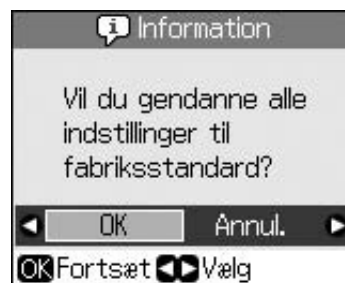 Information
Vil du gendanne alle
indstillinger til
fabriksstandard?
OK Annul.
OK Fortsæt Vælg